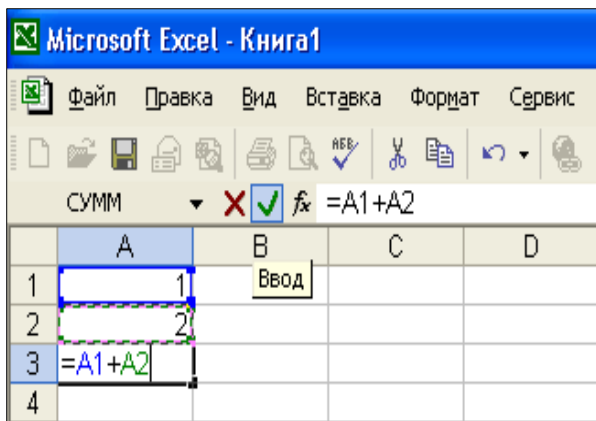 Microsoft Excel - Книга1
Файл Правка Вид Вставка Формат Сервис
АБВ
СУММ fx =A1+A2
A B C D
Ввод
1 1
2 2
3 =A1+A2
4